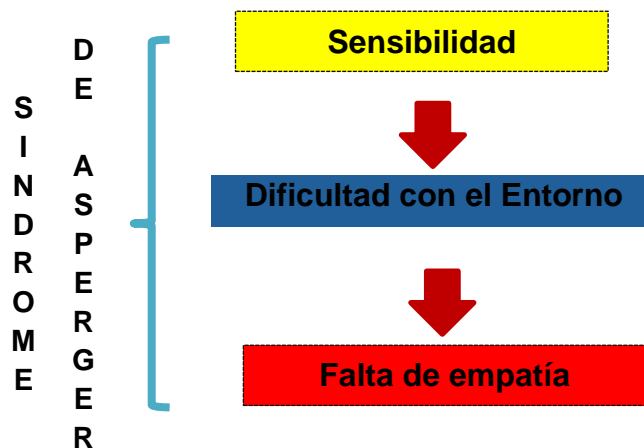 SINDROME
DE ASPERGER
Sensibilidad
Dificultad con el Entorno
Falta de empatía